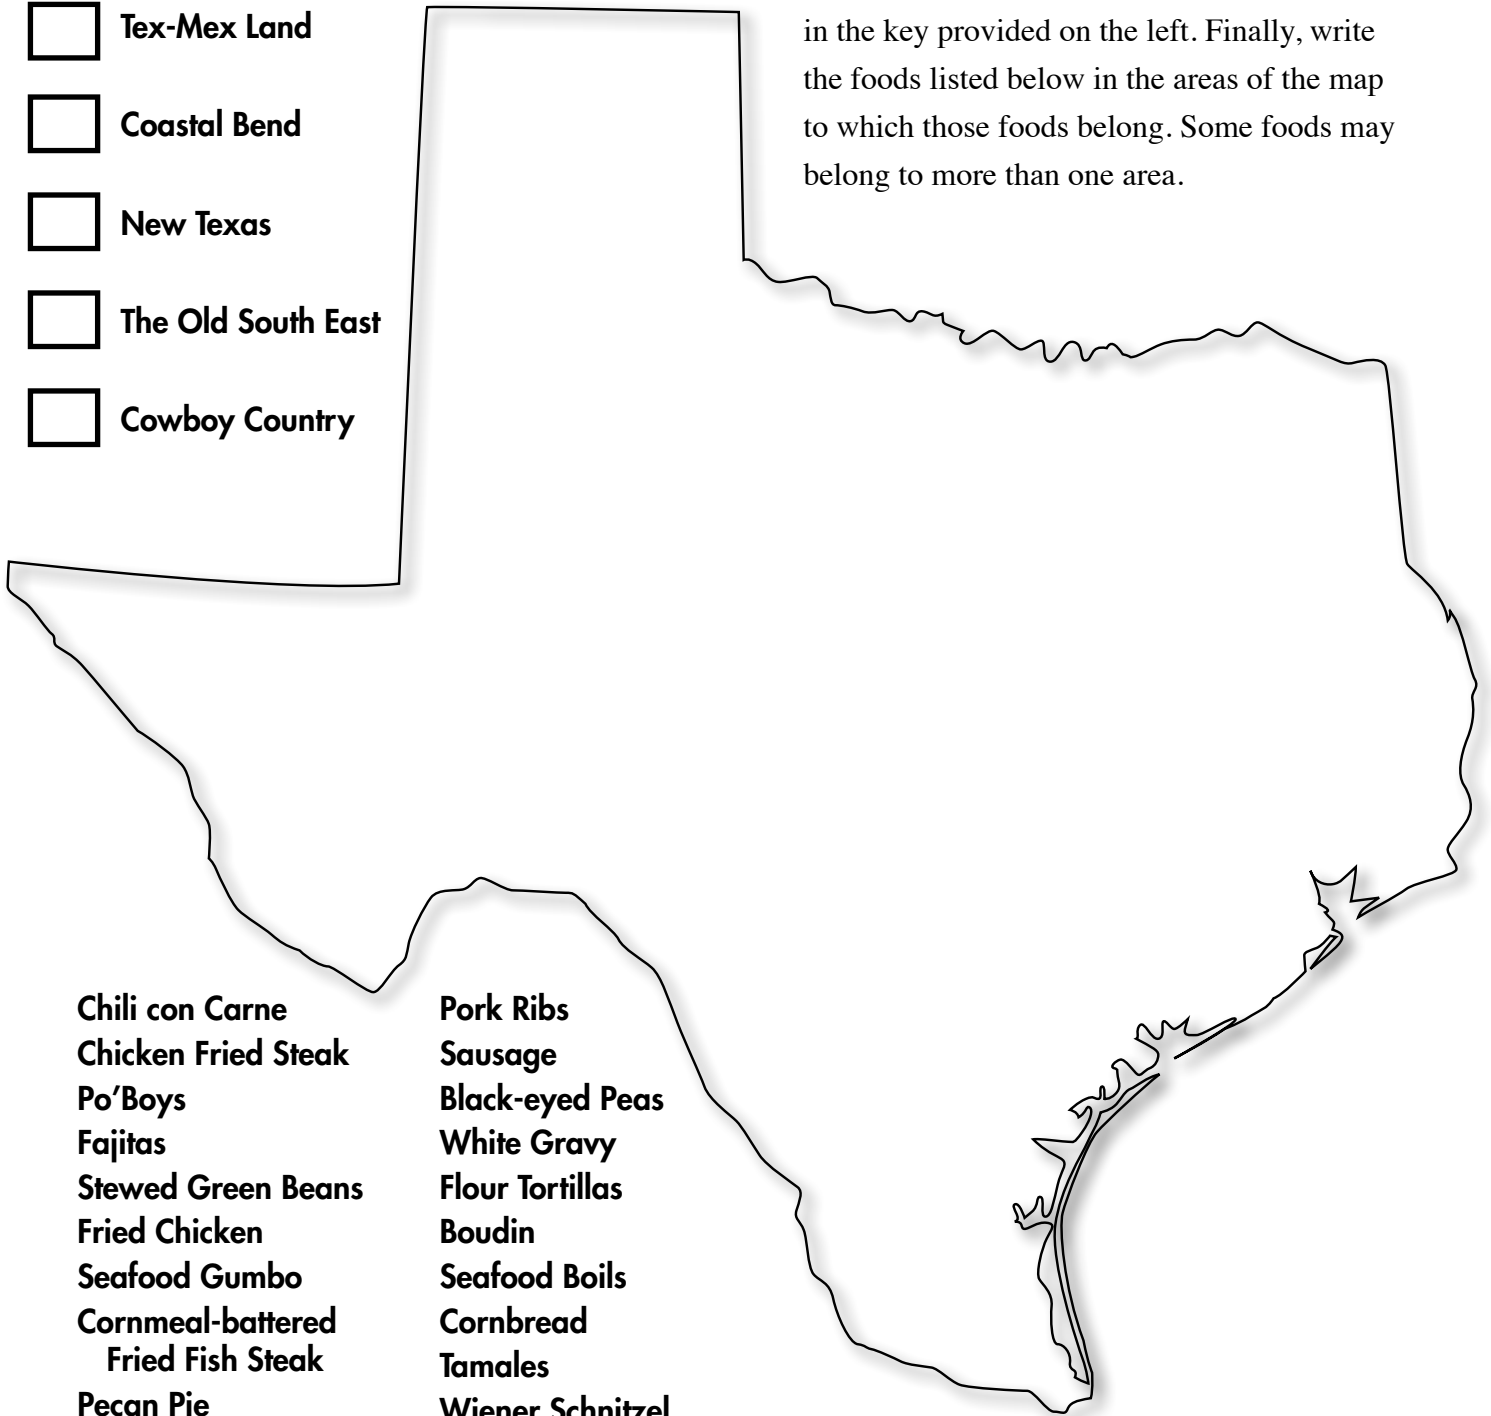 Tex-Mex Land
Coastal Bend
New Texas
The Old South East
Cowboy Country
in the key provided on the left. Finally, write
the foods listed below in the areas of the map
to which those foods belong. Some foods may
belong to more than one area.
Chili con Carne
Chicken Fried Steak
Po’Boys
Fajitas
Stewed Green Beans
Fried Chicken
Seafood Gumbo
Cornmeal-battered
Fried Fish Steak
Pecan Pie
Pork Ribs
Sausage
Black-eyed Peas
White Gravy
Flour Tortillas
Boudin
Seafood Boils
Cornbread
Tamales
Wiener Schnitzel